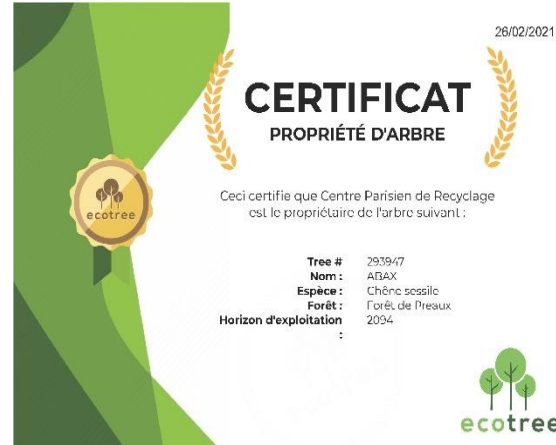 26/02/2021
CERTIFICAT
PROPRIÉTÉ D'ARBRE
ecotree
Ceci certifie que Centre Parisien de Recyclage
est le propriétaire de l'arbre suivant :
Tree # 293947
Nom : ABAX
Espèce : Chêne sessile
Forêt : Forêt de Preaux
Horizon d'exploitation 2094
:
ecotree